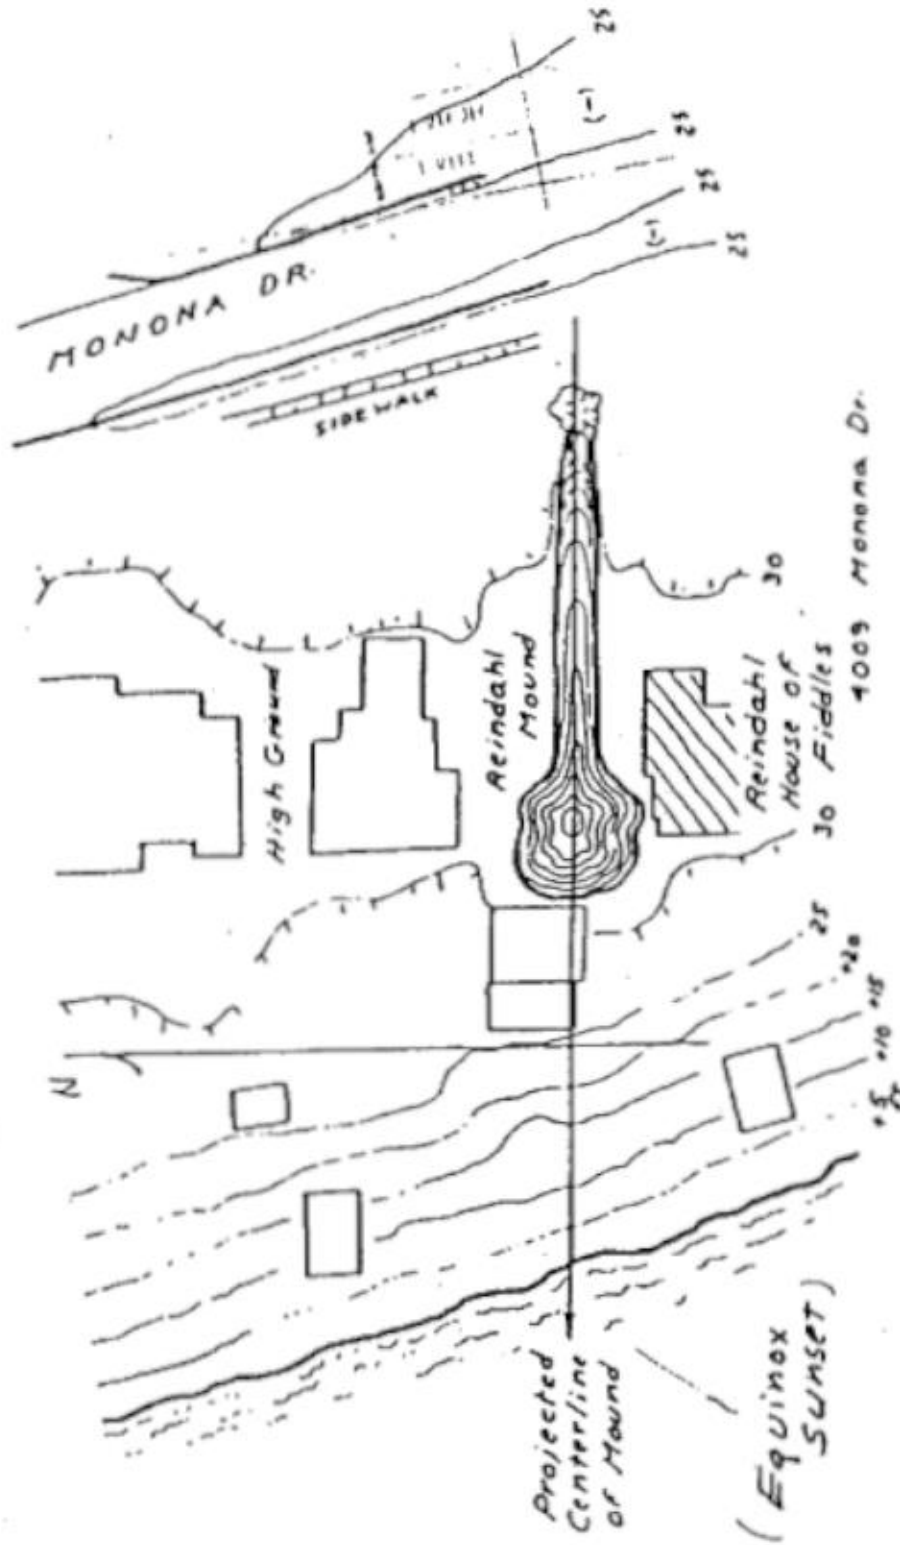 MONONA DR.
SIDEWALK
25
25
25
25
(-)
(-)
30
High Ground
Reindahl
Mound
Reindahl
House of
Fiddles
4009 Monona Dr.
30
25
+20
+15
+10
+5
N
Projected
Centerline
of Mound
(Equinox
Sunset)